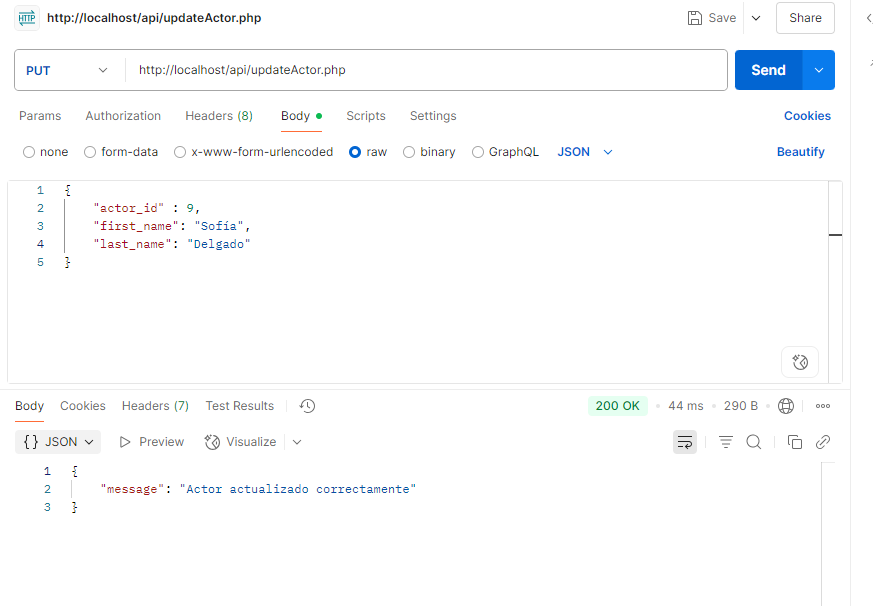 HTTP http://localhost/api/updateActor.php Save Share
PUT http://localhost/api/updateActor.php Send
Params Authorization Headers (8) Body Scripts Settings Cookies
none form-data x-www-form-urlencoded raw binary GraphQL JSON Beautify
1 {
2 "actor_id" : 9,
3 "first_name": "Sofía",
4 "last_name": "Delgado"
5 }
Body Cookies Headers (7) Test Results 200 OK • 44 ms • 290 B •
{} JSON Preview Visualize
1 {
2 "message": "Actor actualizado correctamente"
3 }